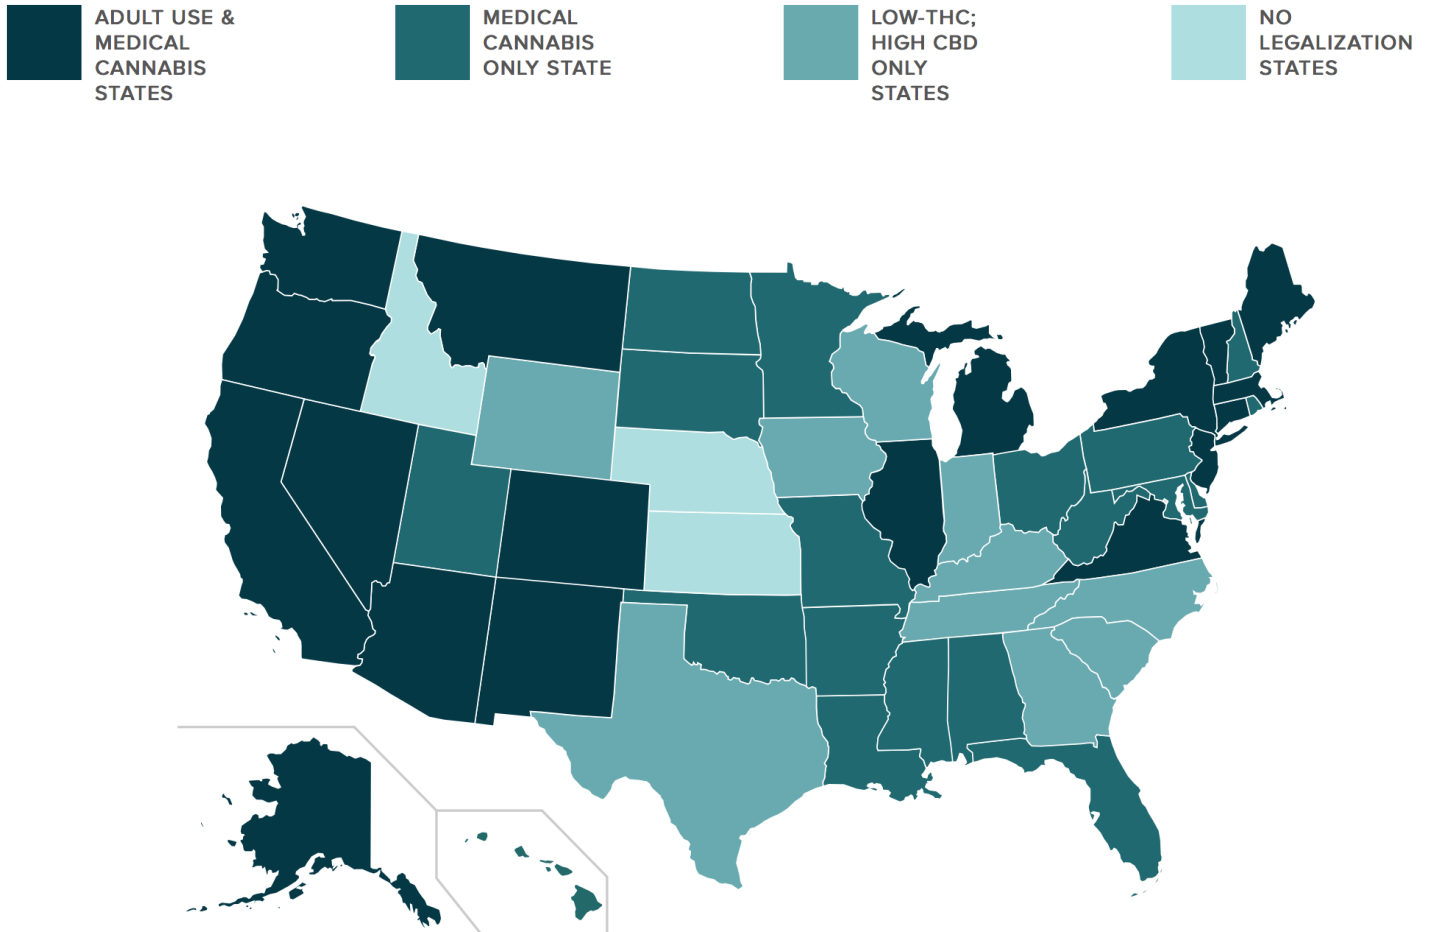 ADULT USE &
MEDICAL
CANNABIS
STATES
MEDICAL
CANNABIS
ONLY STATE
LOW-THC;
HIGH CBD
ONLY
STATES
NO
LEGALIZATION
STATES